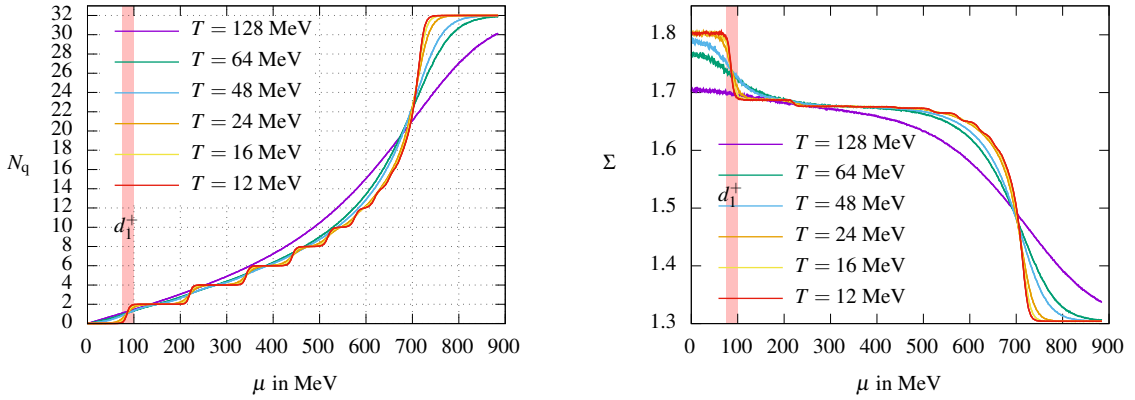 32
30
28
26
24
22
20
18
16
14
12
10
8
6
4
2
0
N_q
T = 128 MeV
T = 64 MeV
T = 48 MeV
T = 24 MeV
T = 16 MeV
T = 12 MeV
d_1^+
0 100 200 300 400 500 600 700 800 900
μ in MeV
1.8
1.7
1.6
1.5
1.4
1.3
Σ
T = 128 MeV
T = 64 MeV
d_1^+
T = 48 MeV
T = 24 MeV
T = 16 MeV
T = 12 MeV
0 100 200 300 400 500 600 700 800 900
μ in MeV